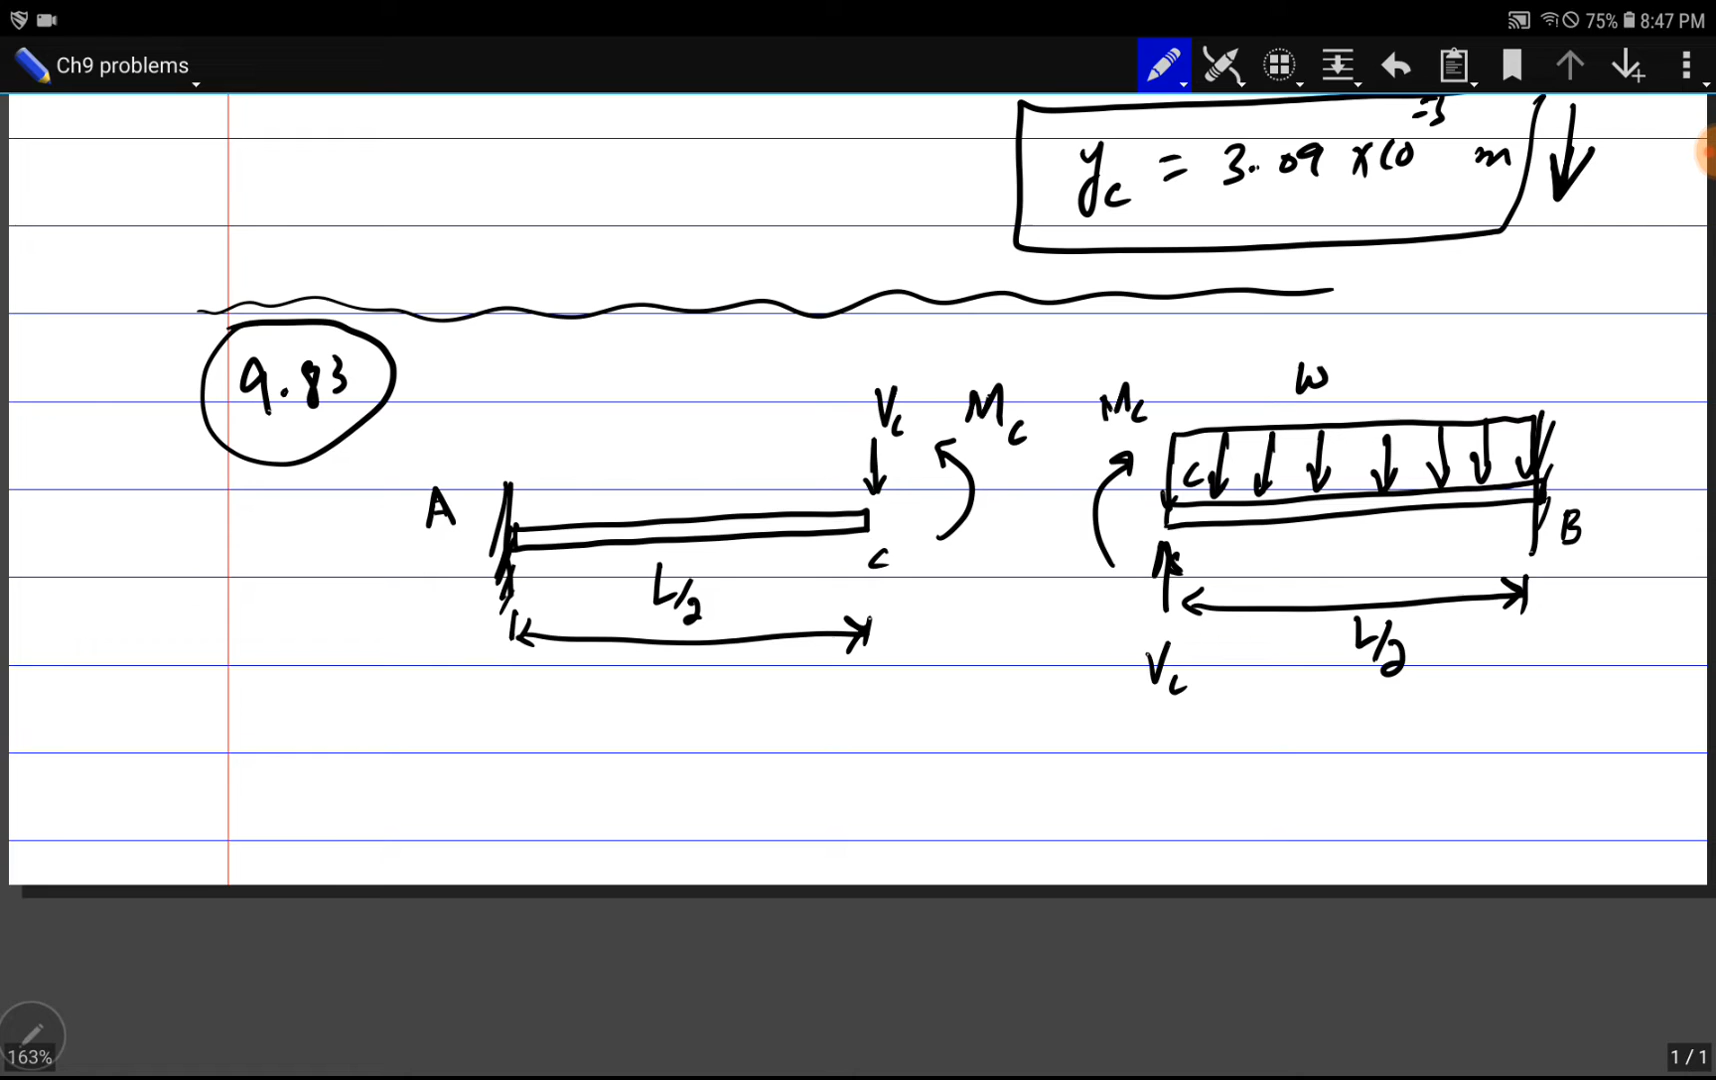 75% 8:47 PM
Ch9 problems
y_c = 3.09 x10^-3 m
9.83
V_c M_c M_c w
A C
C B
L/2 L/2
V_c
163% 1 / 1